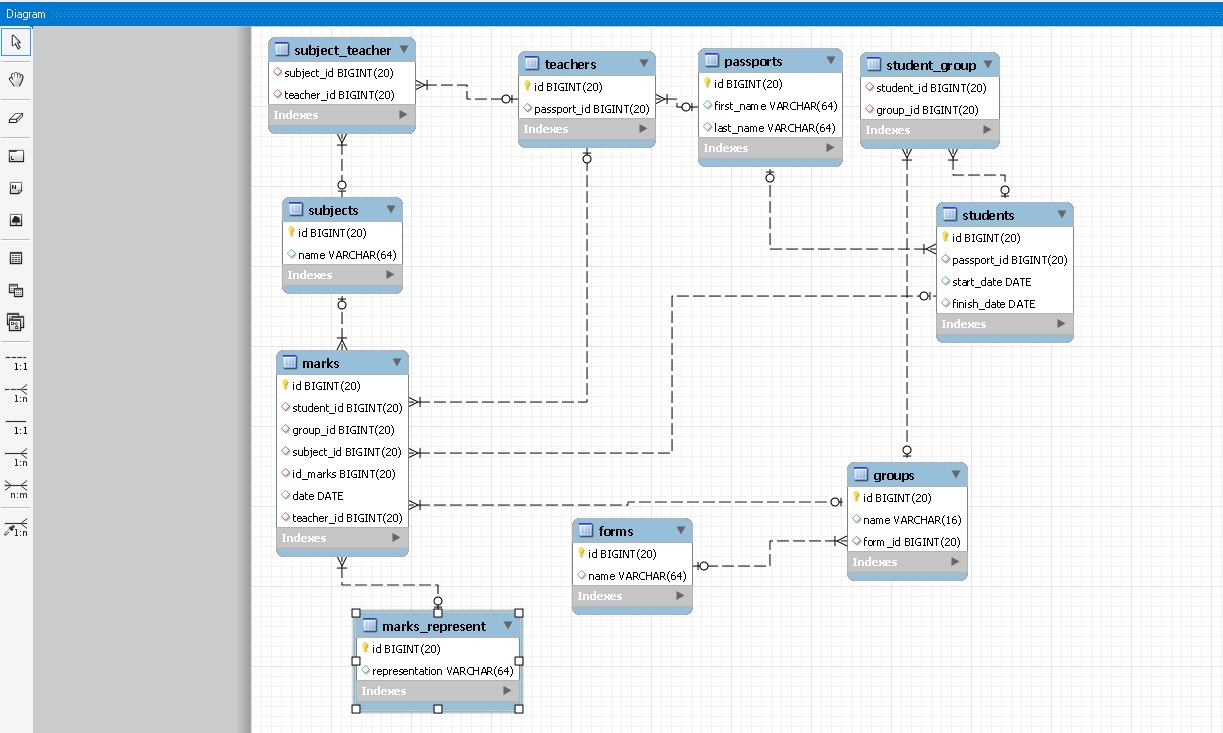 Diagram
subject_teacher
subject_id BIGINT(20)
teacher_id BIGINT(20)
Indexes
teachers
id BIGINT(20)
passport_id BIGINT(20)
Indexes
passports
id BIGINT(20)
first_name VARCHAR(64)
last_name VARCHAR(64)
Indexes
student_group
student_id BIGINT(20)
group_id BIGINT(20)
Indexes
subjects
id BIGINT(20)
name VARCHAR(64)
Indexes
students
id BIGINT(20)
passport_id BIGINT(20)
start_date DATE
finish_date DATE
Indexes
marks
id BIGINT(20)
student_id BIGINT(20)
group_id BIGINT(20)
subject_id BIGINT(20)
id_marks BIGINT(20)
date DATE
teacher_id BIGINT(20)
Indexes
groups
id BIGINT(20)
name VARCHAR(16)
form_id BIGINT(20)
Indexes
forms
id BIGINT(20)
name VARCHAR(64)
Indexes
marks_represent
id BIGINT(20)
representation VARCHAR(64)
Indexes
1:1
1:n
1:1
1:n
n:m
1:n